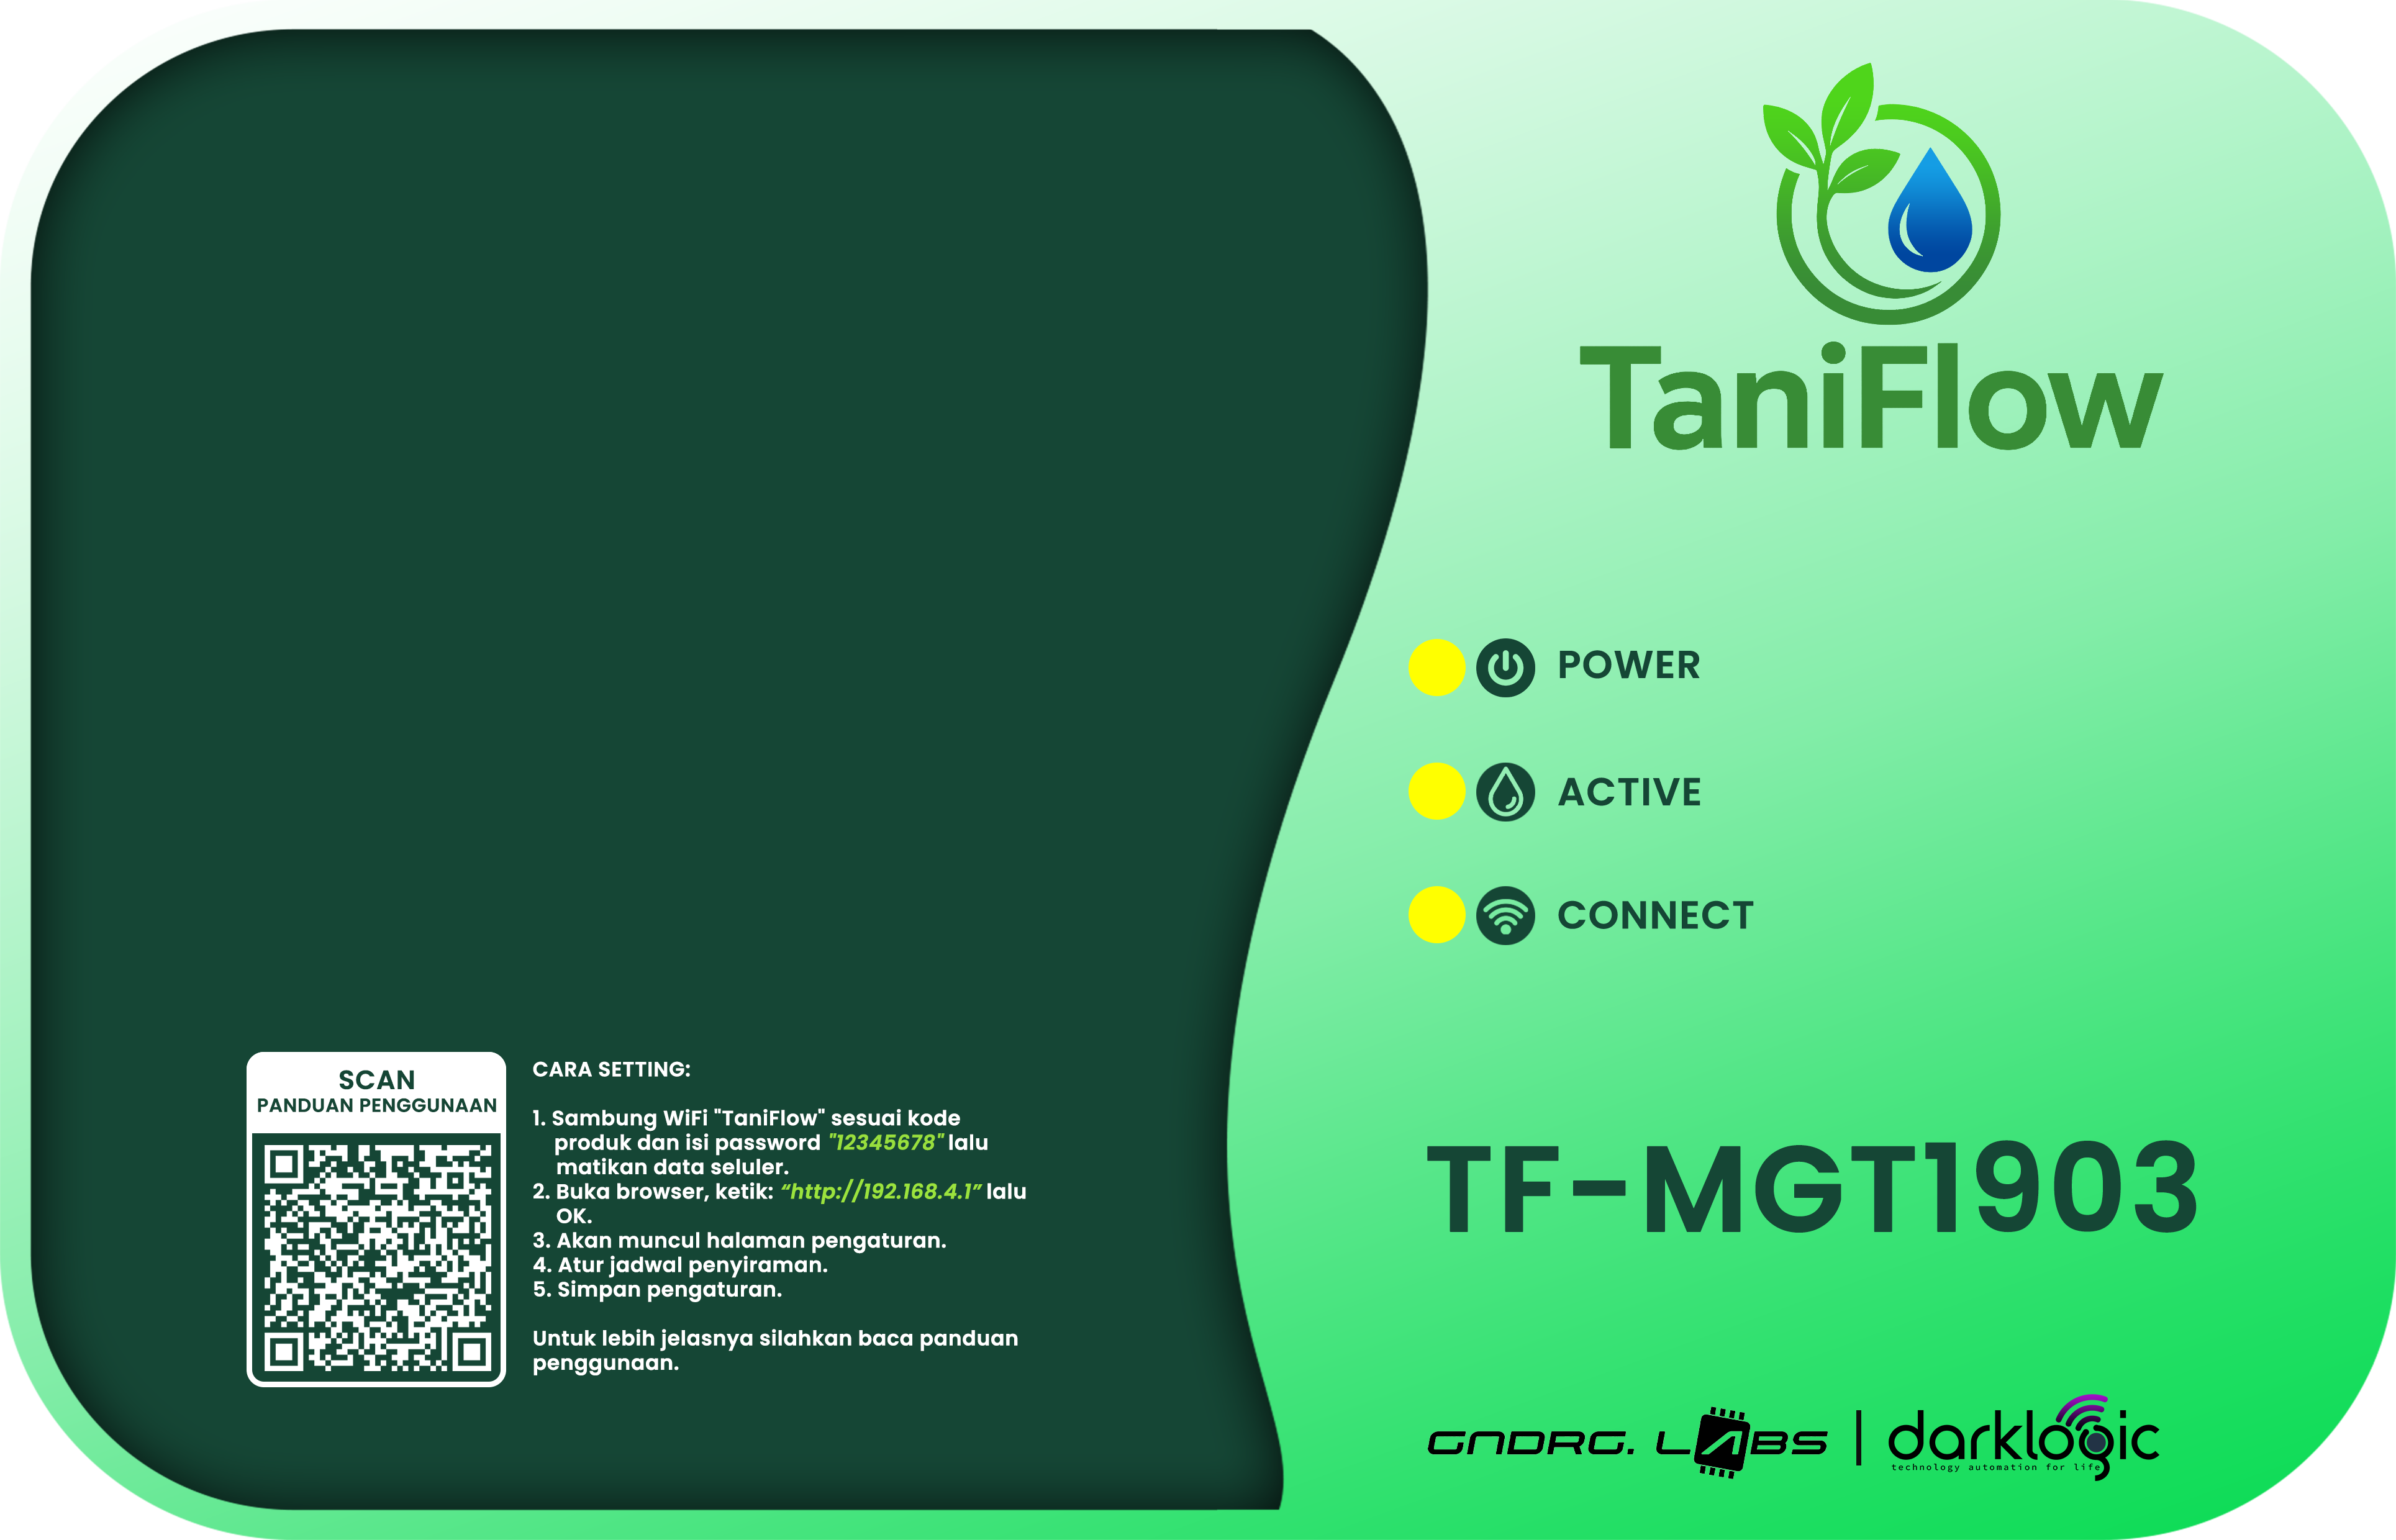 TaniFlow
POWER
ACTIVE
CONNECT
SCAN
PANDUAN PENGGUNAAN
CARA SETTING:
1. Sambung WiFi "TaniFlow" sesuai kode
produk dan isi password "12345678" lalu
matikan data seluler.
2. Buka browser, ketik: “http://192.168.4.1” lalu
OK.
3. Akan muncul halaman pengaturan.
4. Atur jadwal penyiraman.
5. Simpan pengaturan.
Untuk lebih jelasnya silahkan baca panduan
penggunaan.
TF-MGT1903
GNDRG. LABS | darklogic
technology automation for life